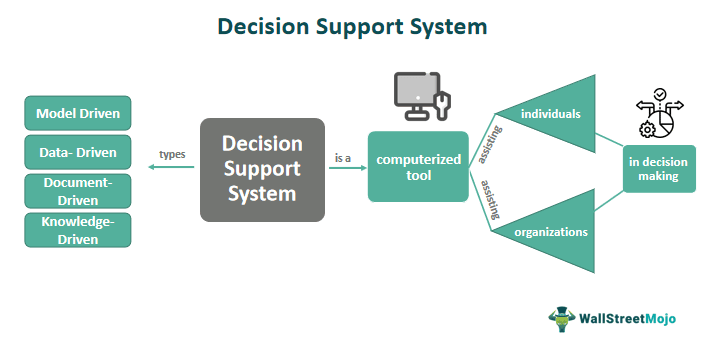 Decision Support System
Model Driven
Data- Driven
Document-
Driven
Knowledge-
Driven
types
Decision
Support
System
is a
computerized
tool
assisting
assisting
individuals
organizations
in decision
making
WallStreetMojo